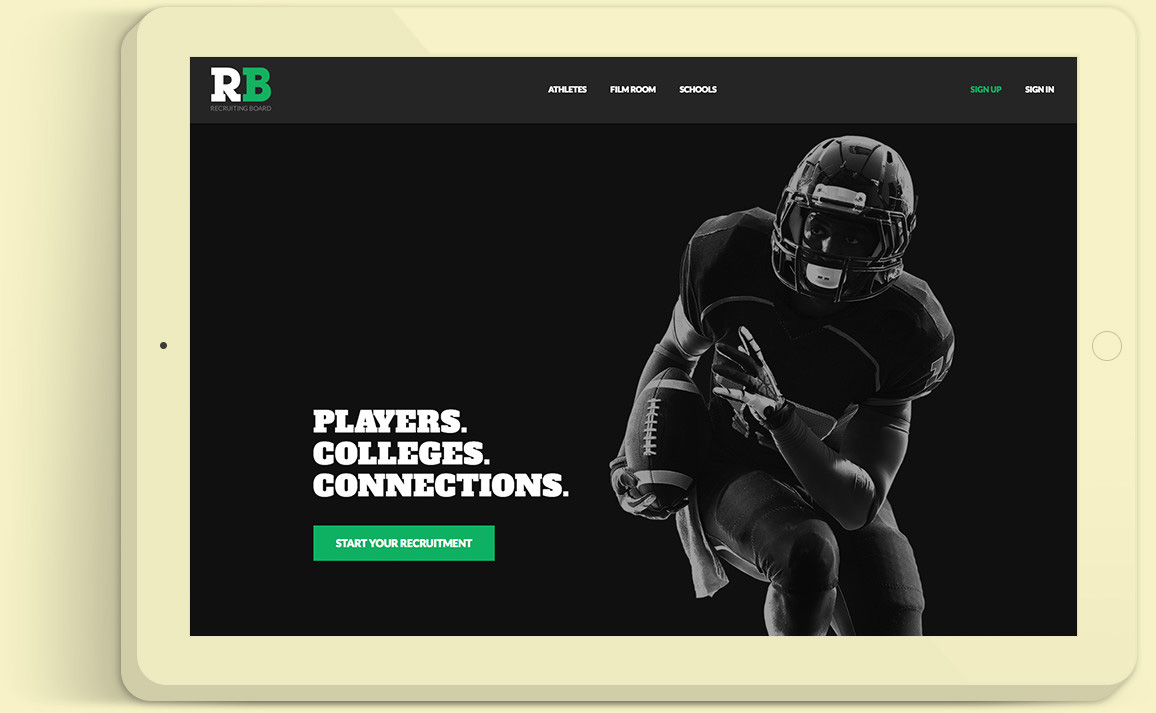 RB
RECRUITING BOARD
ATHLETES
FILM ROOM
SCHOOLS
SIGN UP
SIGN IN
PLAYERS.
COLLEGES.
CONNECTIONS.
START YOUR RECRUITMENT